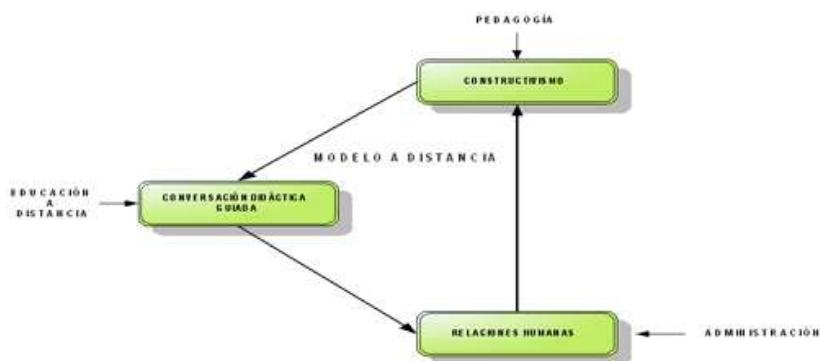 PEDAGOGÍA
CONSTRUCTIVISMO
MODELO A DISTANCIA
EDUCACIÓN
A
DISTANCIA
CONVERSACIÓN DIDÁCTICA
GUIADA
RELACIONES HUMANAS
ADMINISTRACIÓN